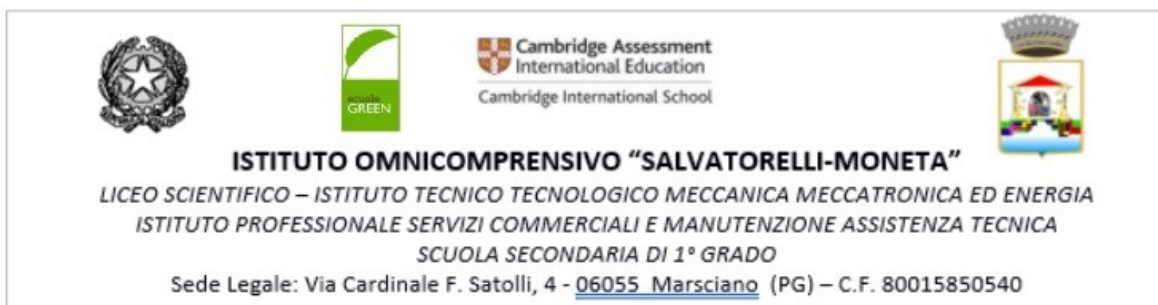 scuola
GREEN
Cambridge Assessment
International Education
Cambridge International School
ISTITUTO OMNICOMPRENSIVO “SALVATORELLI-MONETA”
LICEO SCIENTIFICO – ISTITUTO TECNICO TECNOLOGICO MECCANICA MECCATRONICA ED ENERGIA
ISTITUTO PROFESSIONALE SERVIZI COMMERCIALI E MANUTENZIONE ASSISTENZA TECNICA
SCUOLA SECONDARIA DI 1° GRADO
Sede Legale: Via Cardinale F. Satolli, 4 - 06055 Marsciano (PG) – C.F. 80015850540